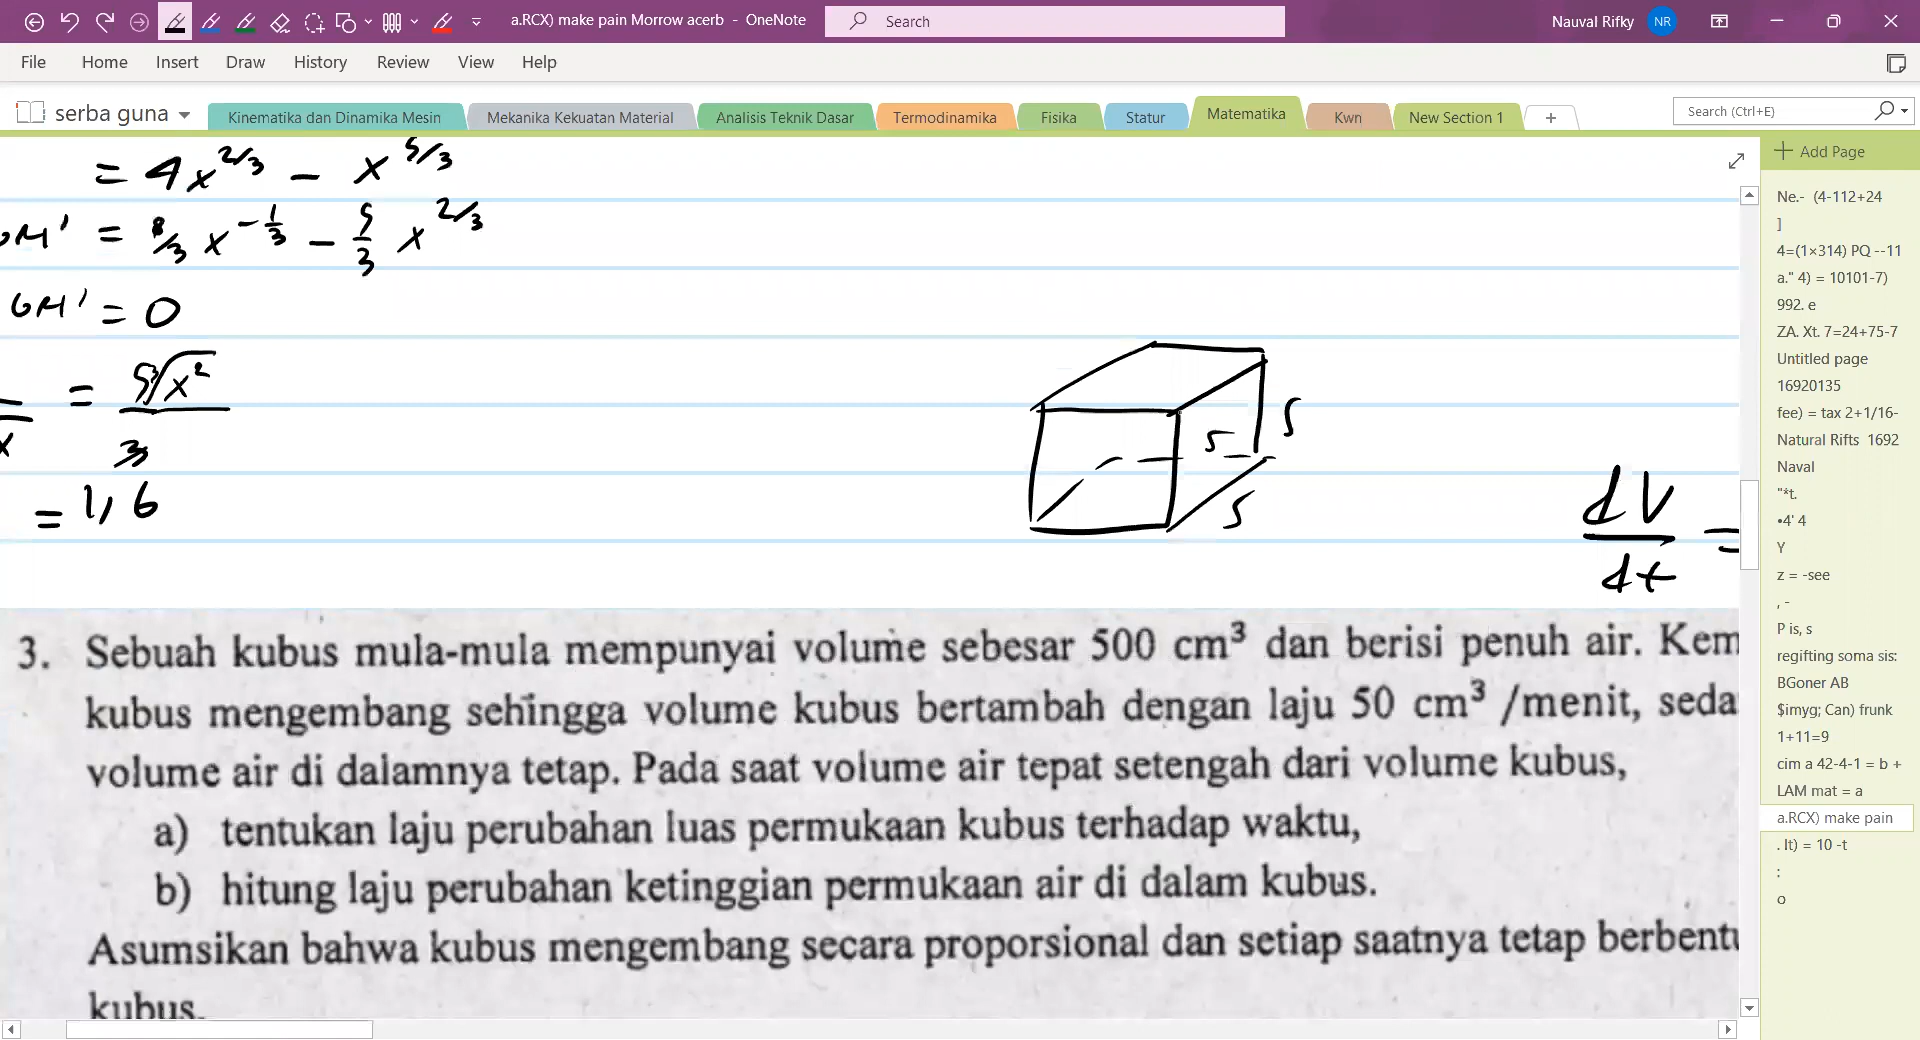 a.RCX) make pain Morrow acerb - OneNote
Search
Nauval Rifky
NR
File Home Insert Draw History Review View Help
serba guna
Kinematika dan Dinamika Mesin
Mekanika Kekuatan Material
Analisis Teknik Dasar
Termodinamika
Fisika
Statur
Matematika
Kwn
New Section 1
Search (Ctrl+E)
Add Page
Ne.- (4-112+24
]
4=(1×314) PQ --11
a." 4) = 10101-7)
992. e
ZA. Xt. 7=24+75-7
Untitled page
16920135
fee) = tax 2+1/16-
Natural Rifts 1692
Naval
"*t.
•4' 4
Y
z = -see
, -
P is, s
regifting soma sis:
BGoner AB
$imyg; Can) frunk
1+11=9
cim a 42-4-1 = b +
LAM mat = a
a.RCX) make pain
. It) = 10 -t
:
o
= 4x^2/3 - x^5/3
M' = 8/3 x^-1/3 - 5/3 x^2/3
M' = 0
= 5∛x² / 3
= 1,6
s
s
s
dV/dt =
3. Sebuah kubus mula-mula mempunyai volume sebesar 500 cm³ dan berisi penuh air. Kem
kubus mengembang sehingga volume kubus bertambah dengan laju 50 cm³ /menit, seda
volume air di dalamnya tetap. Pada saat volume air tepat setengah dari volume kubus,
a) tentukan laju perubahan luas permukaan kubus terhadap waktu,
b) hitung laju perubahan ketinggian permukaan air di dalam kubus.
Asumsikan bahwa kubus mengembang secara proporsional dan setiap saatnya tetap berbentu
kubus.